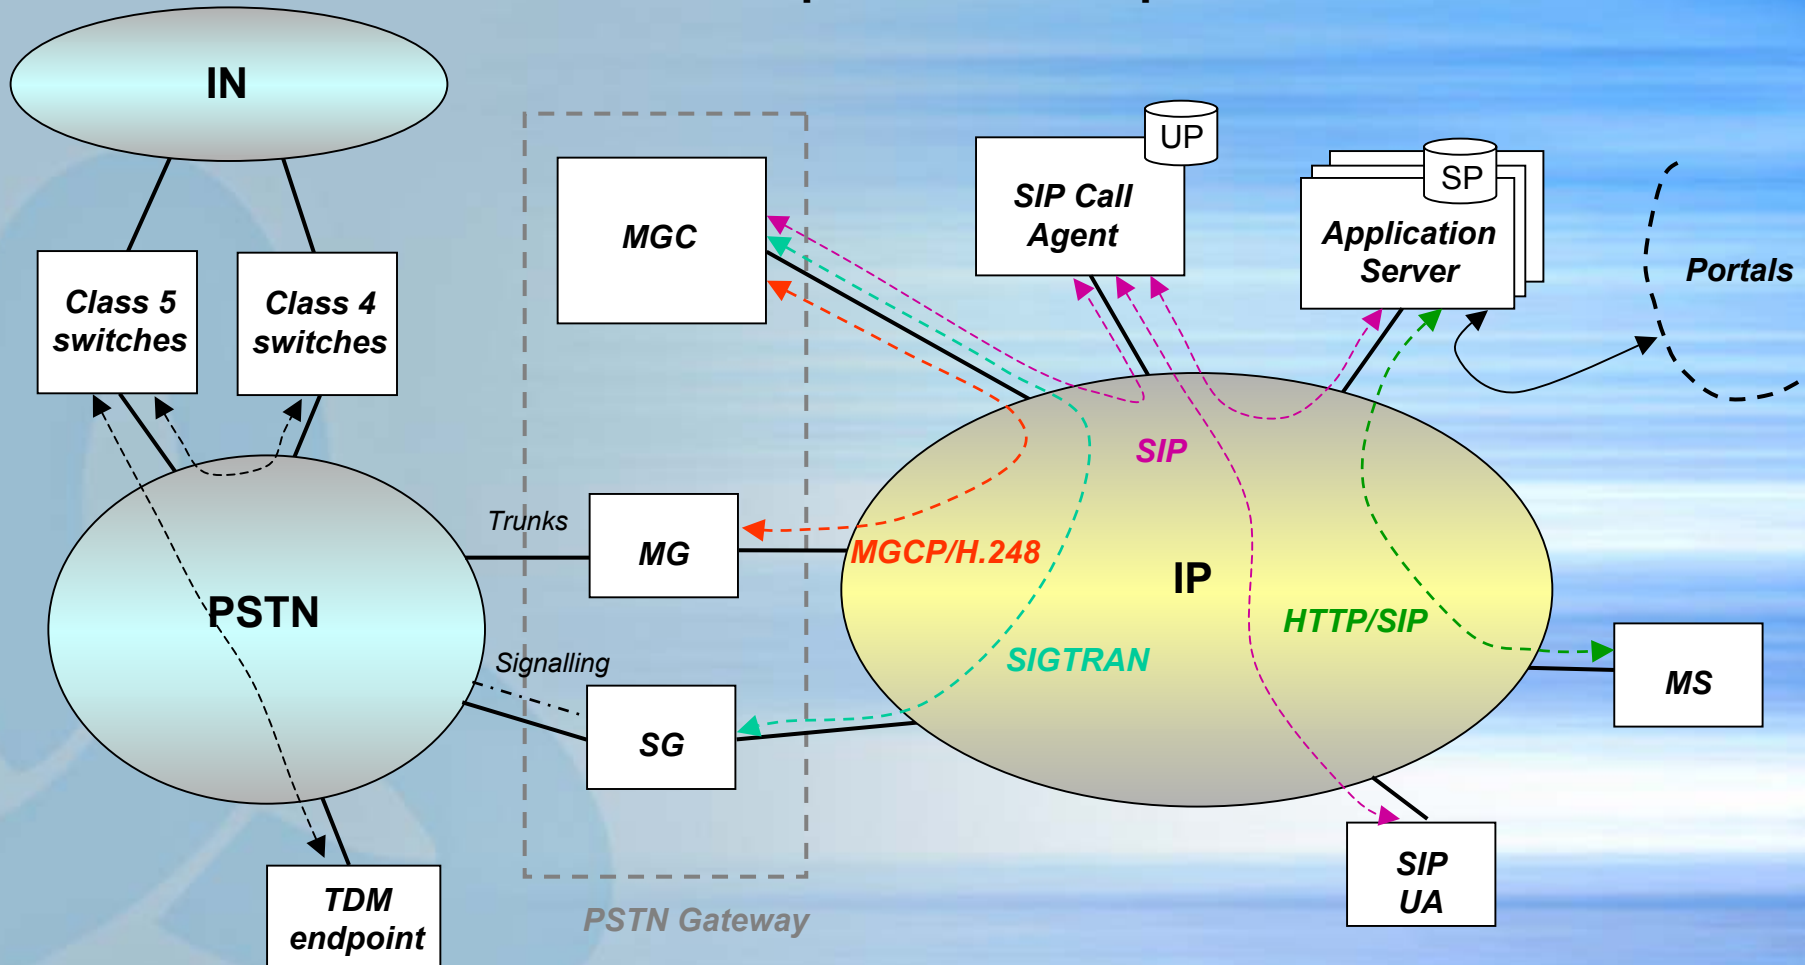 IN
UP
SP
MGC
SIP Call
Agent
Application
Server
Portals
Class 5
switches
Class 4
switches
SIP
Trunks
MG
MGCP/H.248
IP
PSTN
HTTP/SIP
Signalling
SIGTRAN
MS
SG
SIP
UA
TDM
endpoint
PSTN Gateway